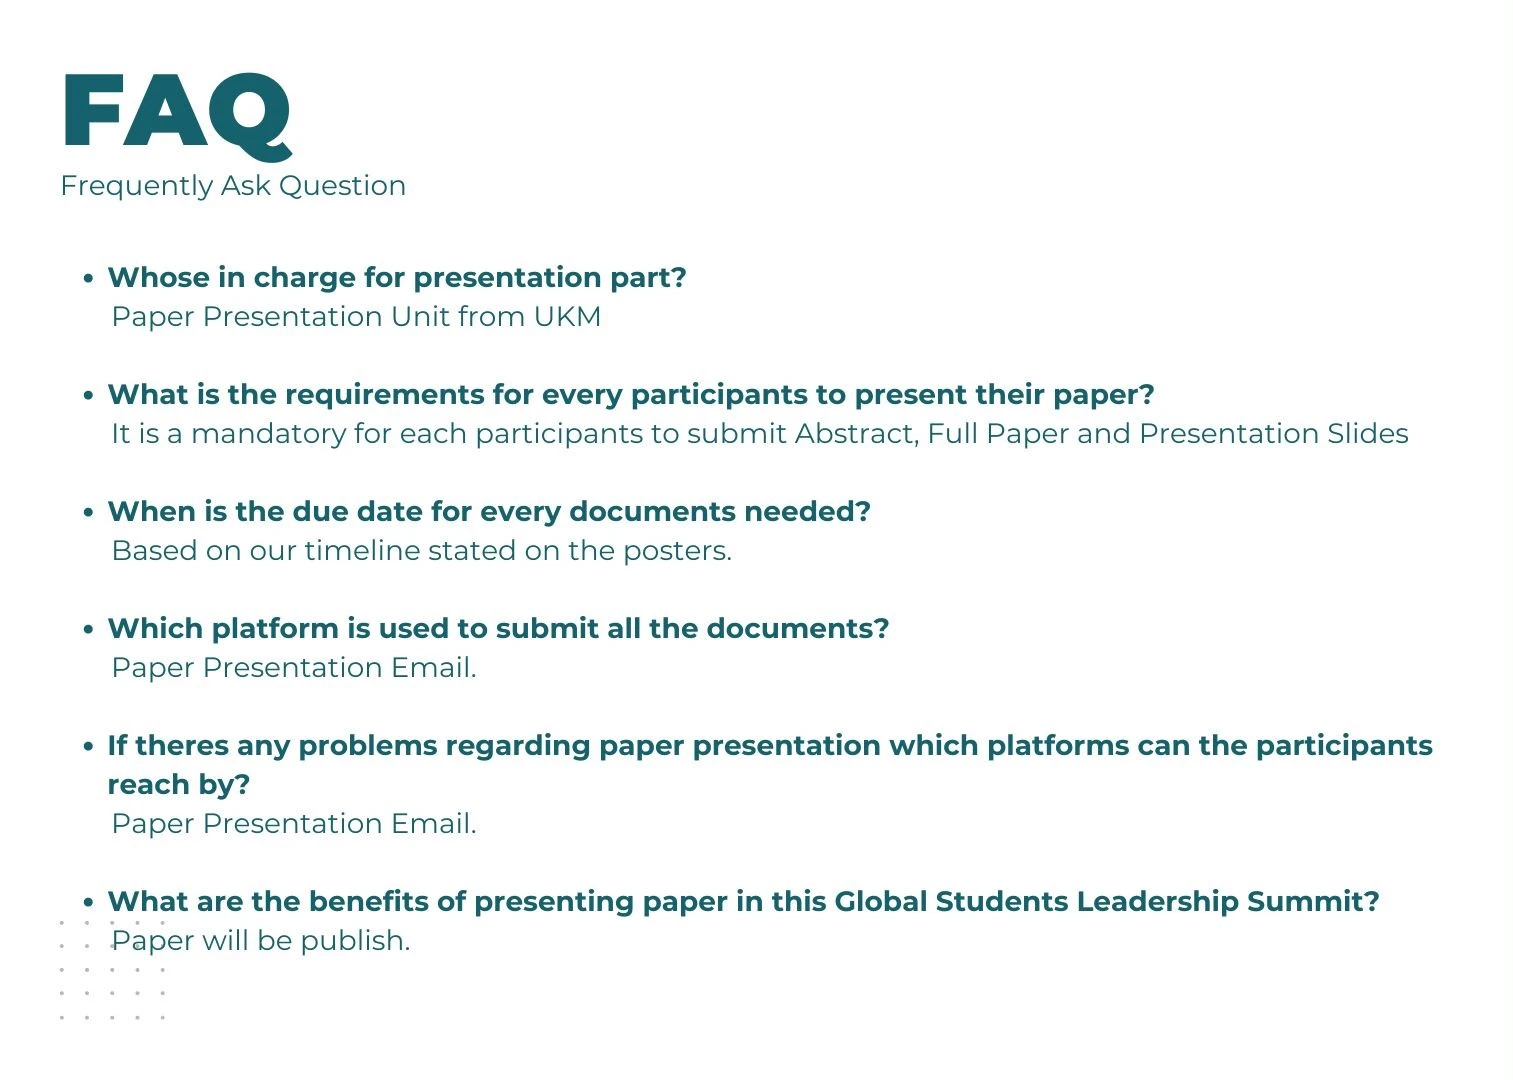 FAQ
Frequently Ask Question
• Whose in charge for presentation part?
Paper Presentation Unit from UKM
• What is the requirements for every participants to present their paper?
It is a mandatory for each participants to submit Abstract, Full Paper and Presentation Slides
• When is the due date for every documents needed?
Based on our timeline stated on the posters.
• Which platform is used to submit all the documents?
Paper Presentation Email.
• If theres any problems regarding paper presentation which platforms can the participants
reach by?
Paper Presentation Email.
• What are the benefits of presenting paper in this Global Students Leadership Summit?
Paper will be publish.